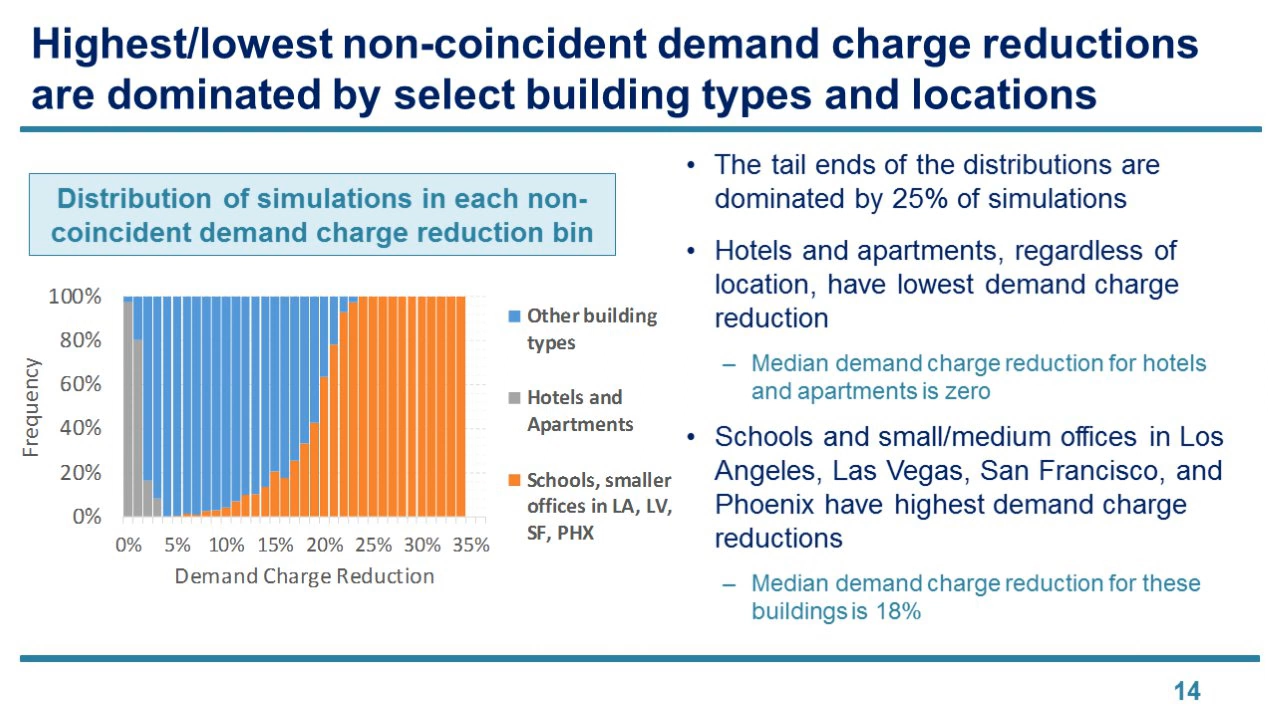 Highest/lowest non-coincident demand charge reductions
are dominated by select building types and locations
Distribution of simulations in each non-
coincident demand charge reduction bin
100%
80%
60%
40%
20%
0%
Frequency
0% 5% 10% 15% 20% 25% 30% 35%
Demand Charge Reduction
Other building
types
Hotels and
Apartments
Schools, smaller
offices in LA, LV,
SF, PHX
• The tail ends of the distributions are
dominated by 25% of simulations
• Hotels and apartments, regardless of
location, have lowest demand charge
reduction
– Median demand charge reduction for hotels
and apartments is zero
• Schools and small/medium offices in Los
Angeles, Las Vegas, San Francisco, and
Phoenix have highest demand charge
reductions
– Median demand charge reduction for these
buildings is 18%
14